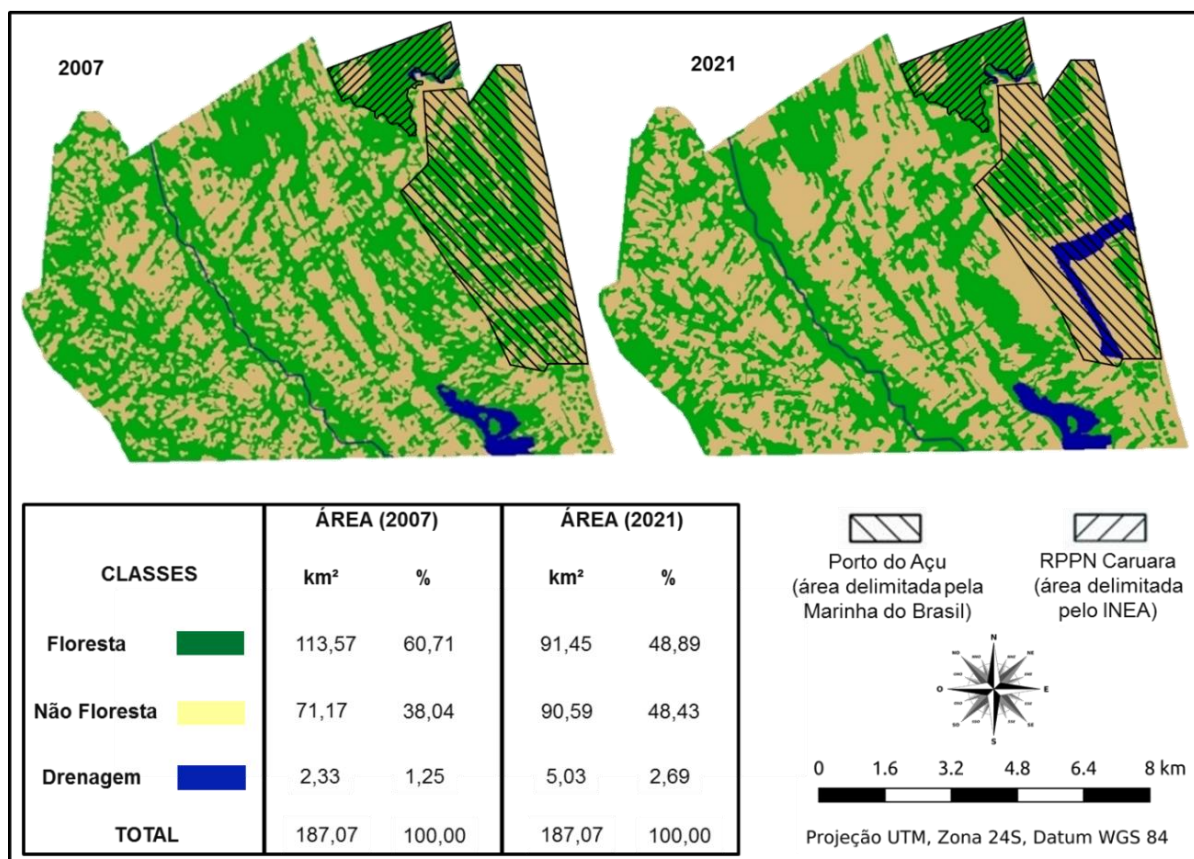 2007
2021
CLASSES
ÁREA (2007)
ÁREA (2021)
km²
%
km²
%
Floresta
113,57
60,71
91,45
48,89
Não Floresta
71,17
38,04
90,59
48,43
Drenagem
2,33
1,25
5,03
2,69
TOTAL
187,07
100,00
187,07
100,00
Porto do Açu
(área delimitada pela
Marinha do Brasil)
RPPN Caruara
(área delimitada
pelo INEA)
N
NO
NE
O
E
SO
SE
S
0 1.6 3.2 4.8 6.4 8 km
Projeção UTM, Zona 24S, Datum WGS 84